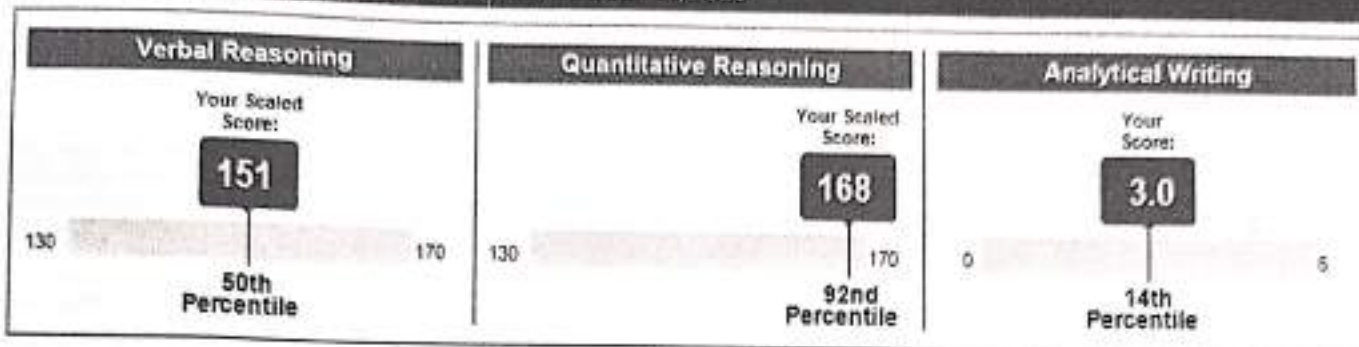 Verbal Reasoning
Your Scaled
Score:
151
130
170
50th
Percentile
Quantitative Reasoning
Your Scaled
Score:
168
130
170
92nd
Percentile
Analytical Writing
Your
Score:
3.0
0
6
14th
Percentile